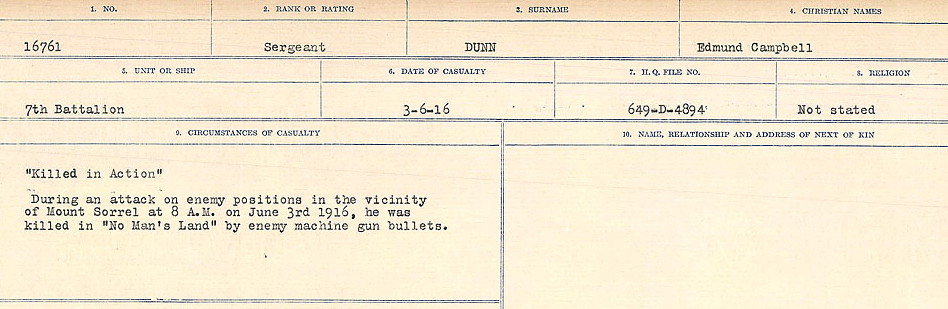 1. NO. 2. RANK OR RATING 3. SURNAME 4. CHRISTIAN NAMES
16761 Sergeant DUNN Edmund Campbell
5. UNIT OR SHIP 6. DATE OF CASUALTY 7. H. Q. FILE NO. 8. RELIGION
7th Battalion 3-6-16 649-D-4894 Not stated
9. CIRCUMSTANCES OF CASUALTY 10. NAME, RELATIONSHIP AND ADDRESS OF NEXT OF KIN
"Killed in Action"
During an attack on enemy positions in the vicinity
of Mount Sorrel at 8 A.M. on June 3rd 1916, he was
killed in "No Man's Land" by enemy machine gun bullets.